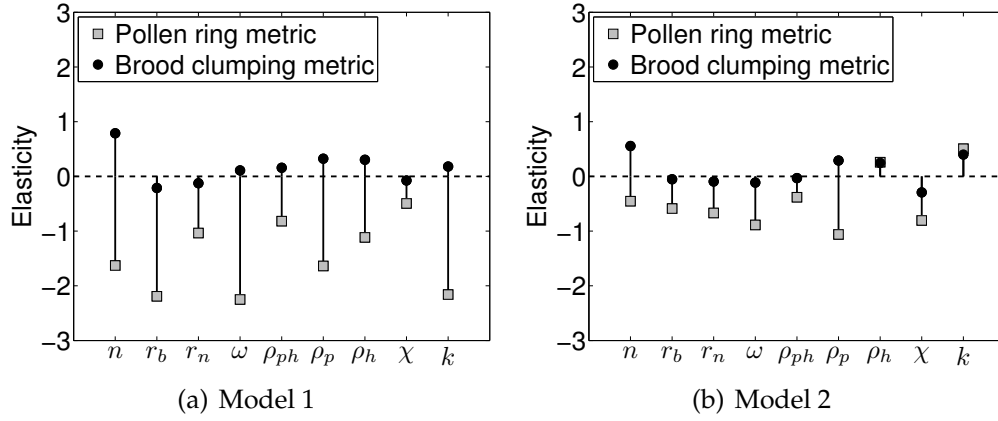 3
2
1
0
−1
−2
−3
Elasticity
Pollen ring metric
Brood clumping metric
n r_b r_n ω ρ_ph ρ_p ρ_h χ k
(a) Model 1
3
2
1
0
−1
−2
−3
Elasticity
Pollen ring metric
Brood clumping metric
n r_b r_n ω ρ_ph ρ_p ρ_h χ k
(b) Model 2